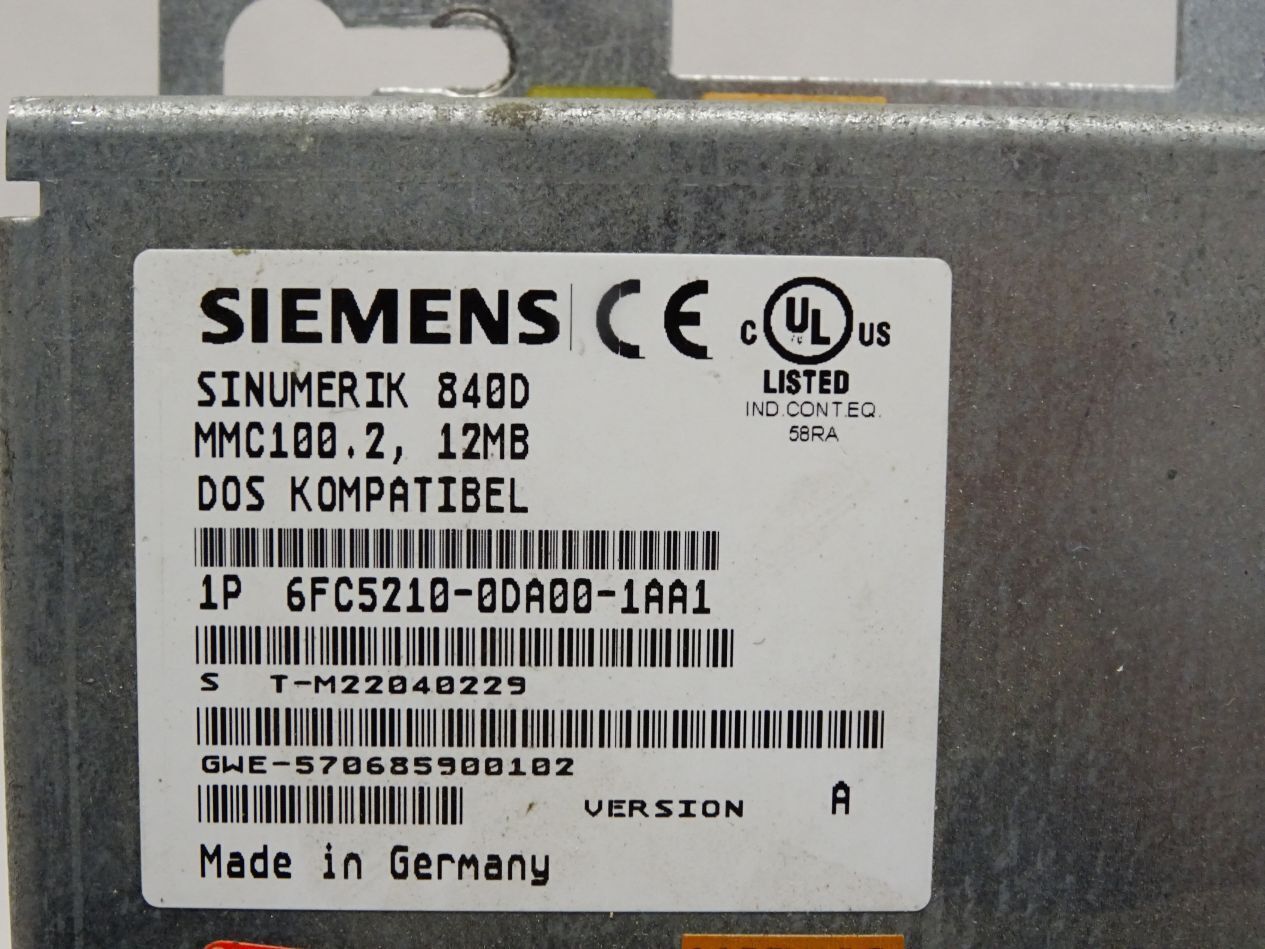 SIEMENS CE C UL US
LISTED
IND.CONT.EQ.
58RA
SINUMERIK 840D
MMC100.2, 12MB
DOS KOMPATIBEL
1P 6FC5210-0DA00-1AA1
S T-M22040229
GWE-570685900102
VERSION A
Made in Germany